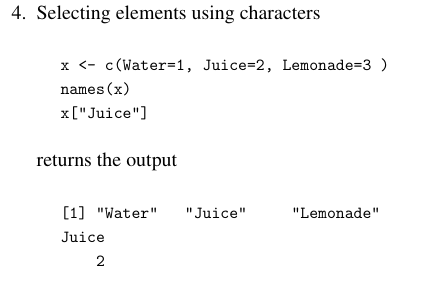 4. Selecting elements using characters
x <- c(Water=1, Juice=2, Lemonade=3 )
names(x)
x["Juice"]
returns the output
[1] "Water"   "Juice"     "Lemonade"
Juice
    2